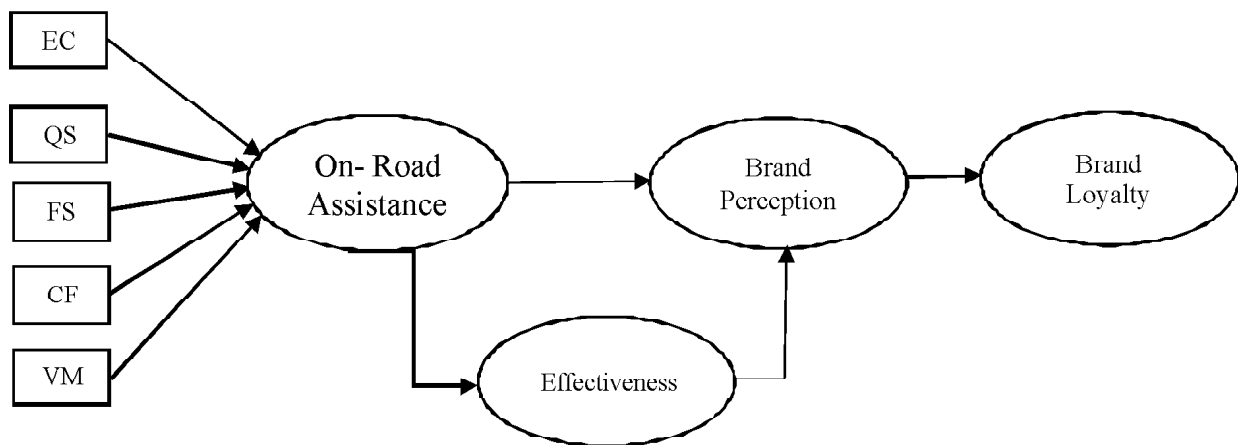 EC
QS
FS
CF
VM
On- Road
Assistance
Brand
Perception
Brand
Loyalty
Effectiveness